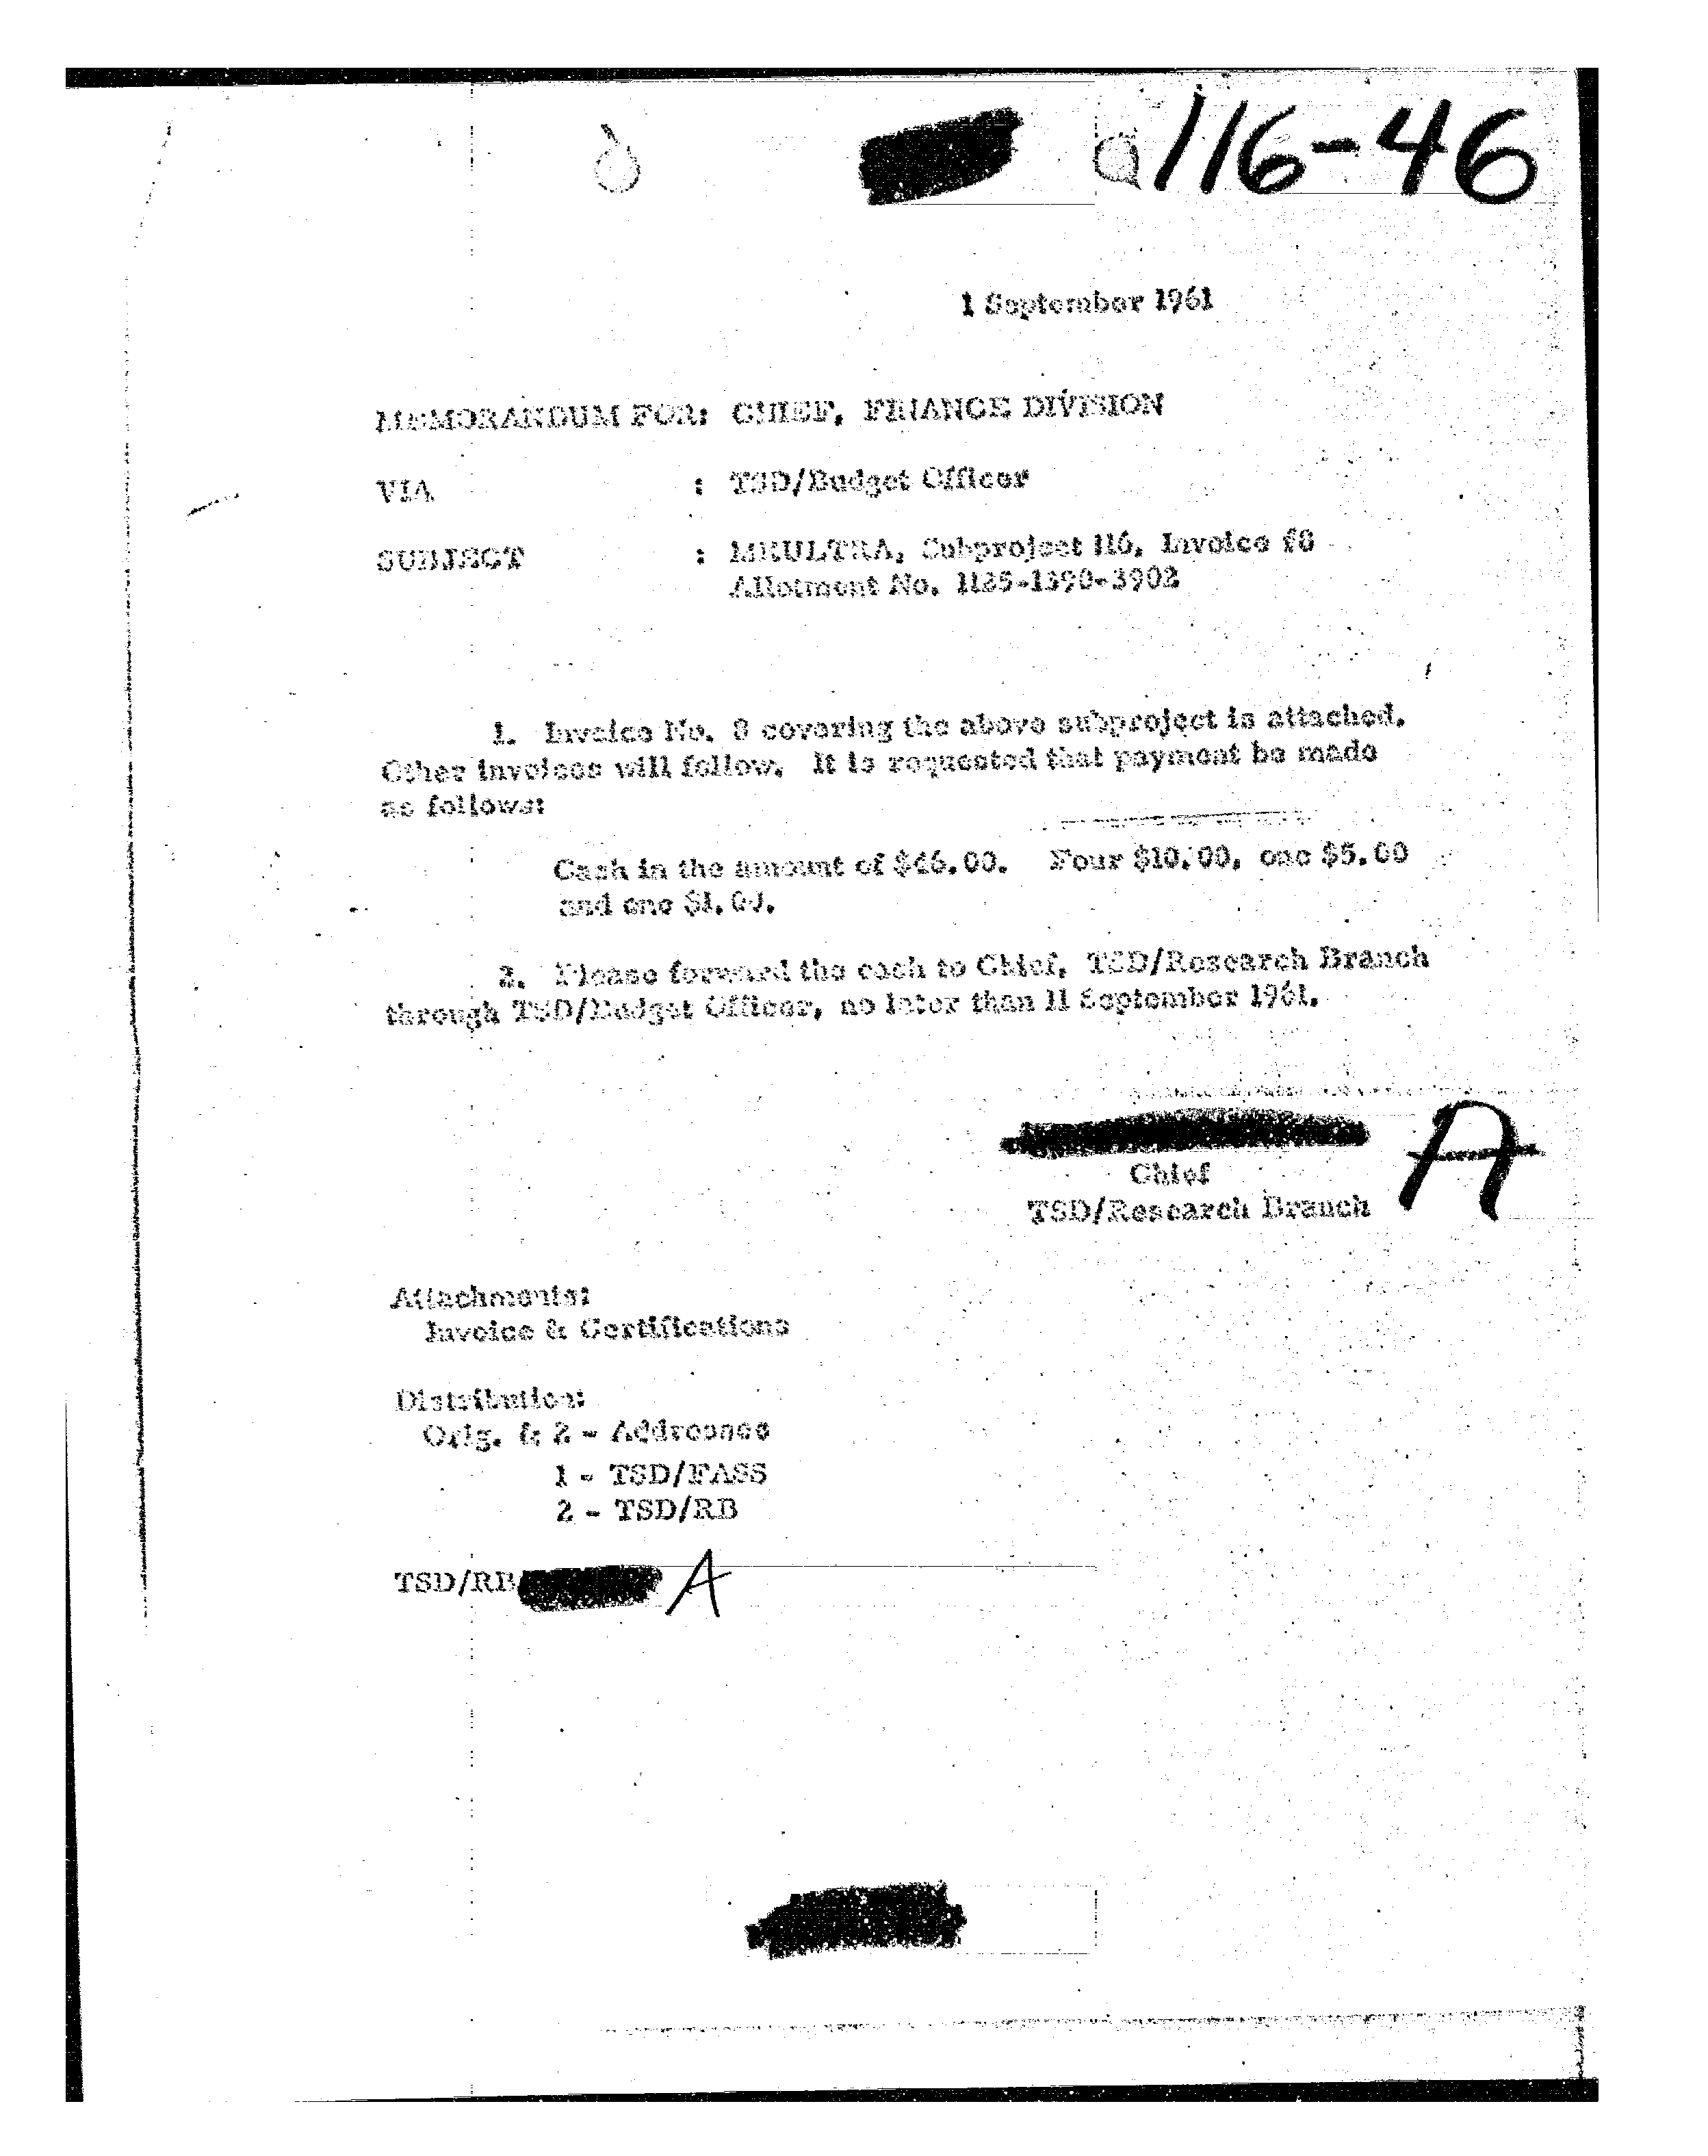 116-46
1 September 1961
MEMORANDUM FOR: CHIEF, FINANCE DIVISION
VIA : TSD/Budget Officer
SUBJECT : MKULTRA, Subproject 116, Invoice #8
Allotment No. 1125-1390-3902
1. Invoice No. 8 covering the above subproject is attached.
Other invoices will follow. It is requested that payment be made
as follows:
Cash in the amount of $46.00. Four $10.00, one $5.00
and one $1.00.
2. Please forward the cash to Chief, TSD/Research Branch
through TSD/Budget Officer, no later than 11 September 1961.
A
Chief
TSD/Research Branch
Attachments:
Invoice & Certifications
Distribution:
Orig. & 2 - Addressee
1 - TSD/FASS
2 - TSD/RB
TSD/RB A